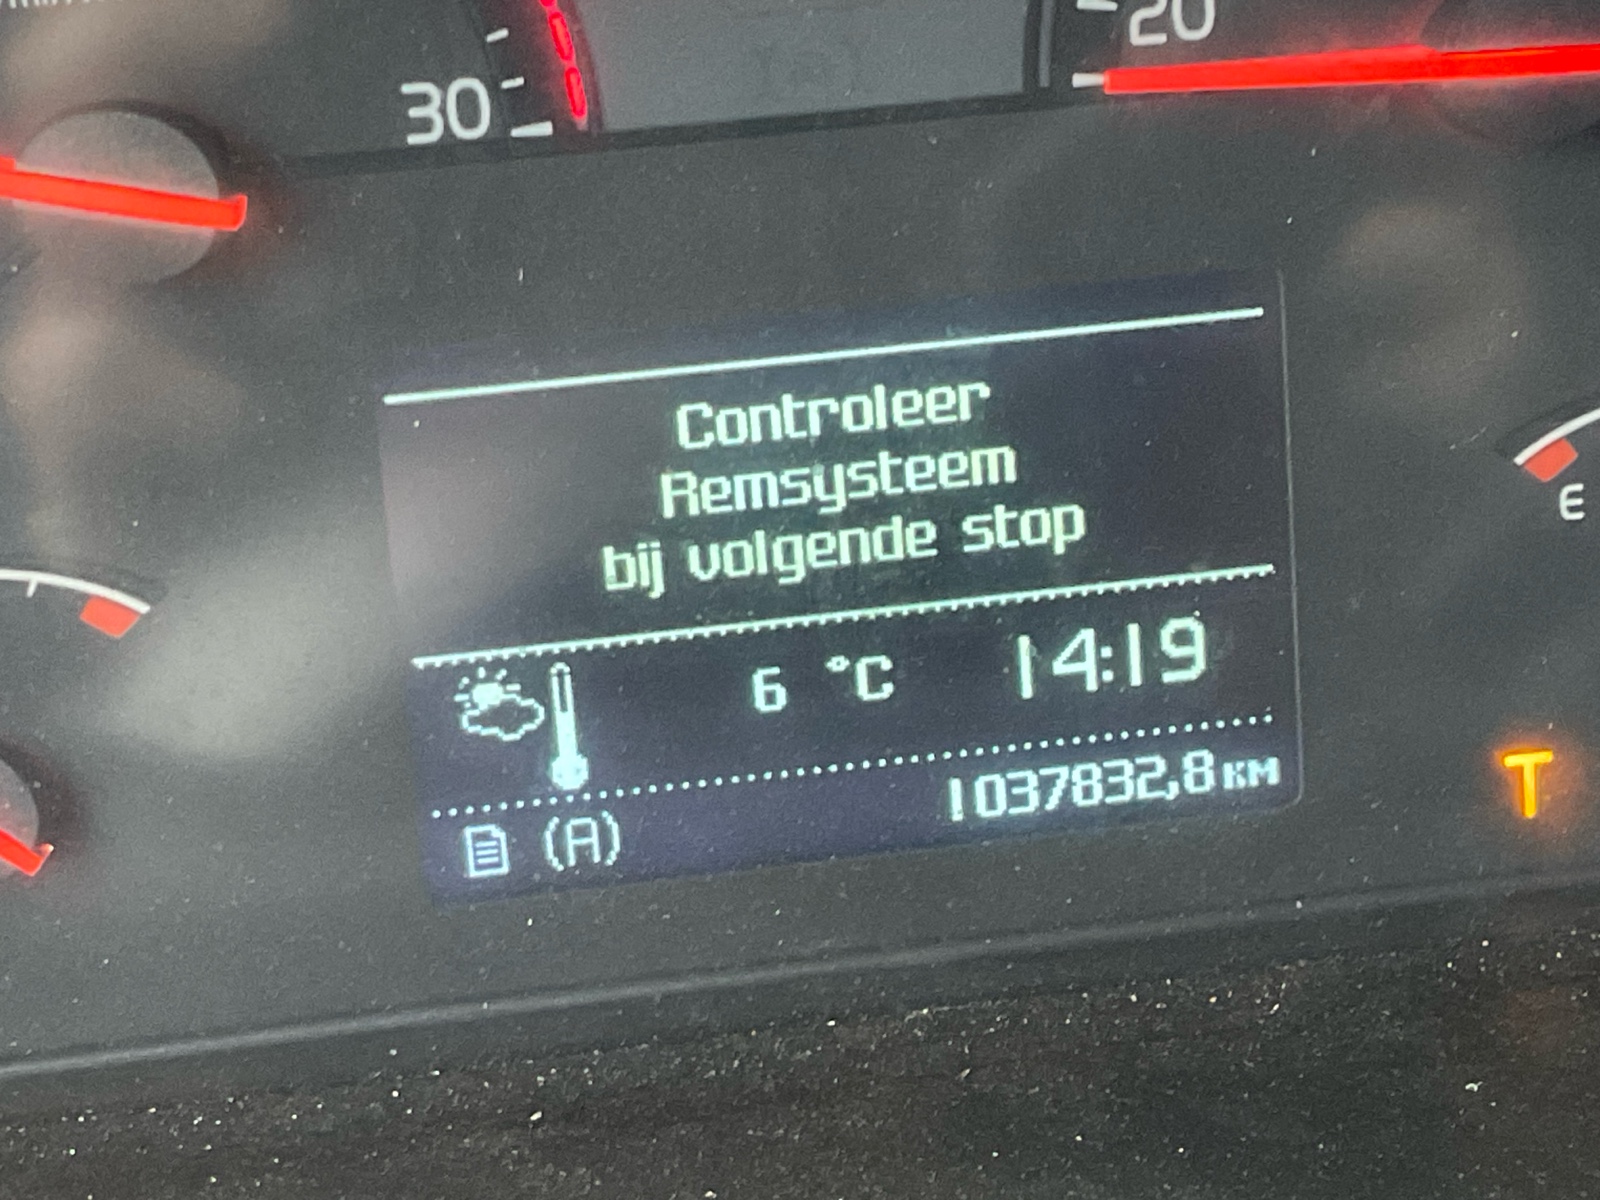 30
20
Controleer
Remsysteem
bij volgende stop
6 °C 14:19
1037832,8 KM
(A)
E
T